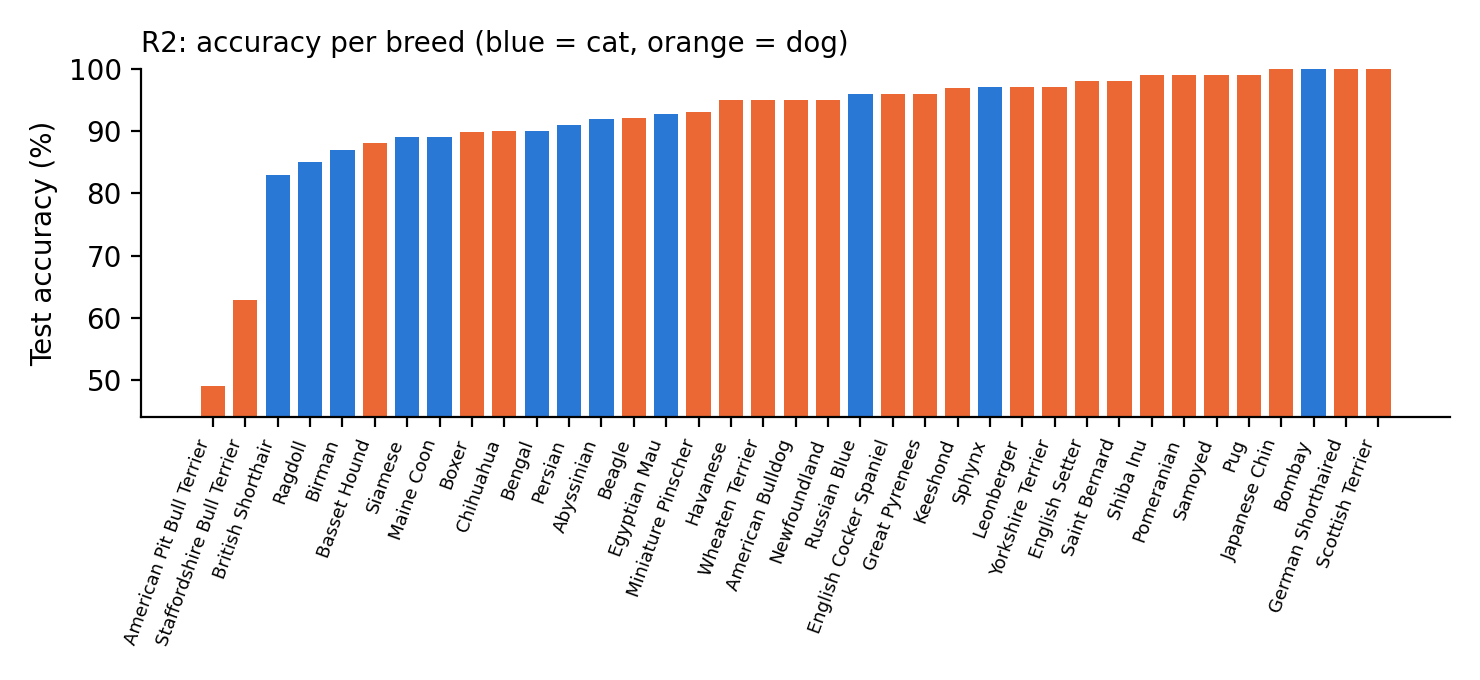 R2: accuracy per breed (blue = cat, orange = dog)
Test accuracy (%)
100
90
80
70
60
50
American Pit Bull Terrier
Staffordshire Bull Terrier
British Shorthair
Ragdoll
Birman
Basset Hound
Siamese
Maine Coon
Boxer
Chihuahua
Bengal
Persian
Abyssinian
Beagle
Egyptian Mau
Miniature Pinscher
Havanese
Wheaten Terrier
American Bulldog
Newfoundland
Russian Blue
English Cocker Spaniel
Great Pyrenees
Keeshond
Sphynx
Leonberger
Yorkshire Terrier
English Setter
Saint Bernard
Shiba Inu
Pomeranian
Samoyed
Pug
Japanese Chin
Bombay
German Shorthaired
Scottish Terrier